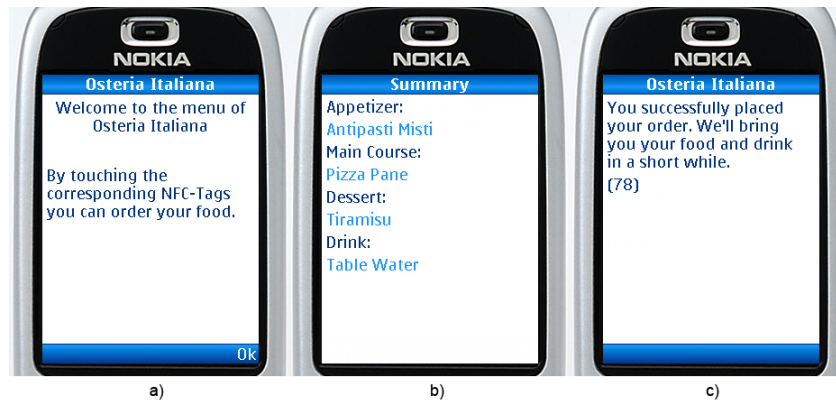 NOKIA
Osteria Italiana
Welcome to the menu of
Osteria Italiana
By touching the
corresponding NFC-Tags
you can order your food.
Ok
a)
NOKIA
Summary
Appetizer:
Antipasti Misti
Main Course:
Pizza Pane
Dessert:
Tiramisu
Drink:
Table Water
b)
NOKIA
Osteria Italiana
You successfully placed
your order. We'll bring
you your food and drink
in a short while.
(78)
c)